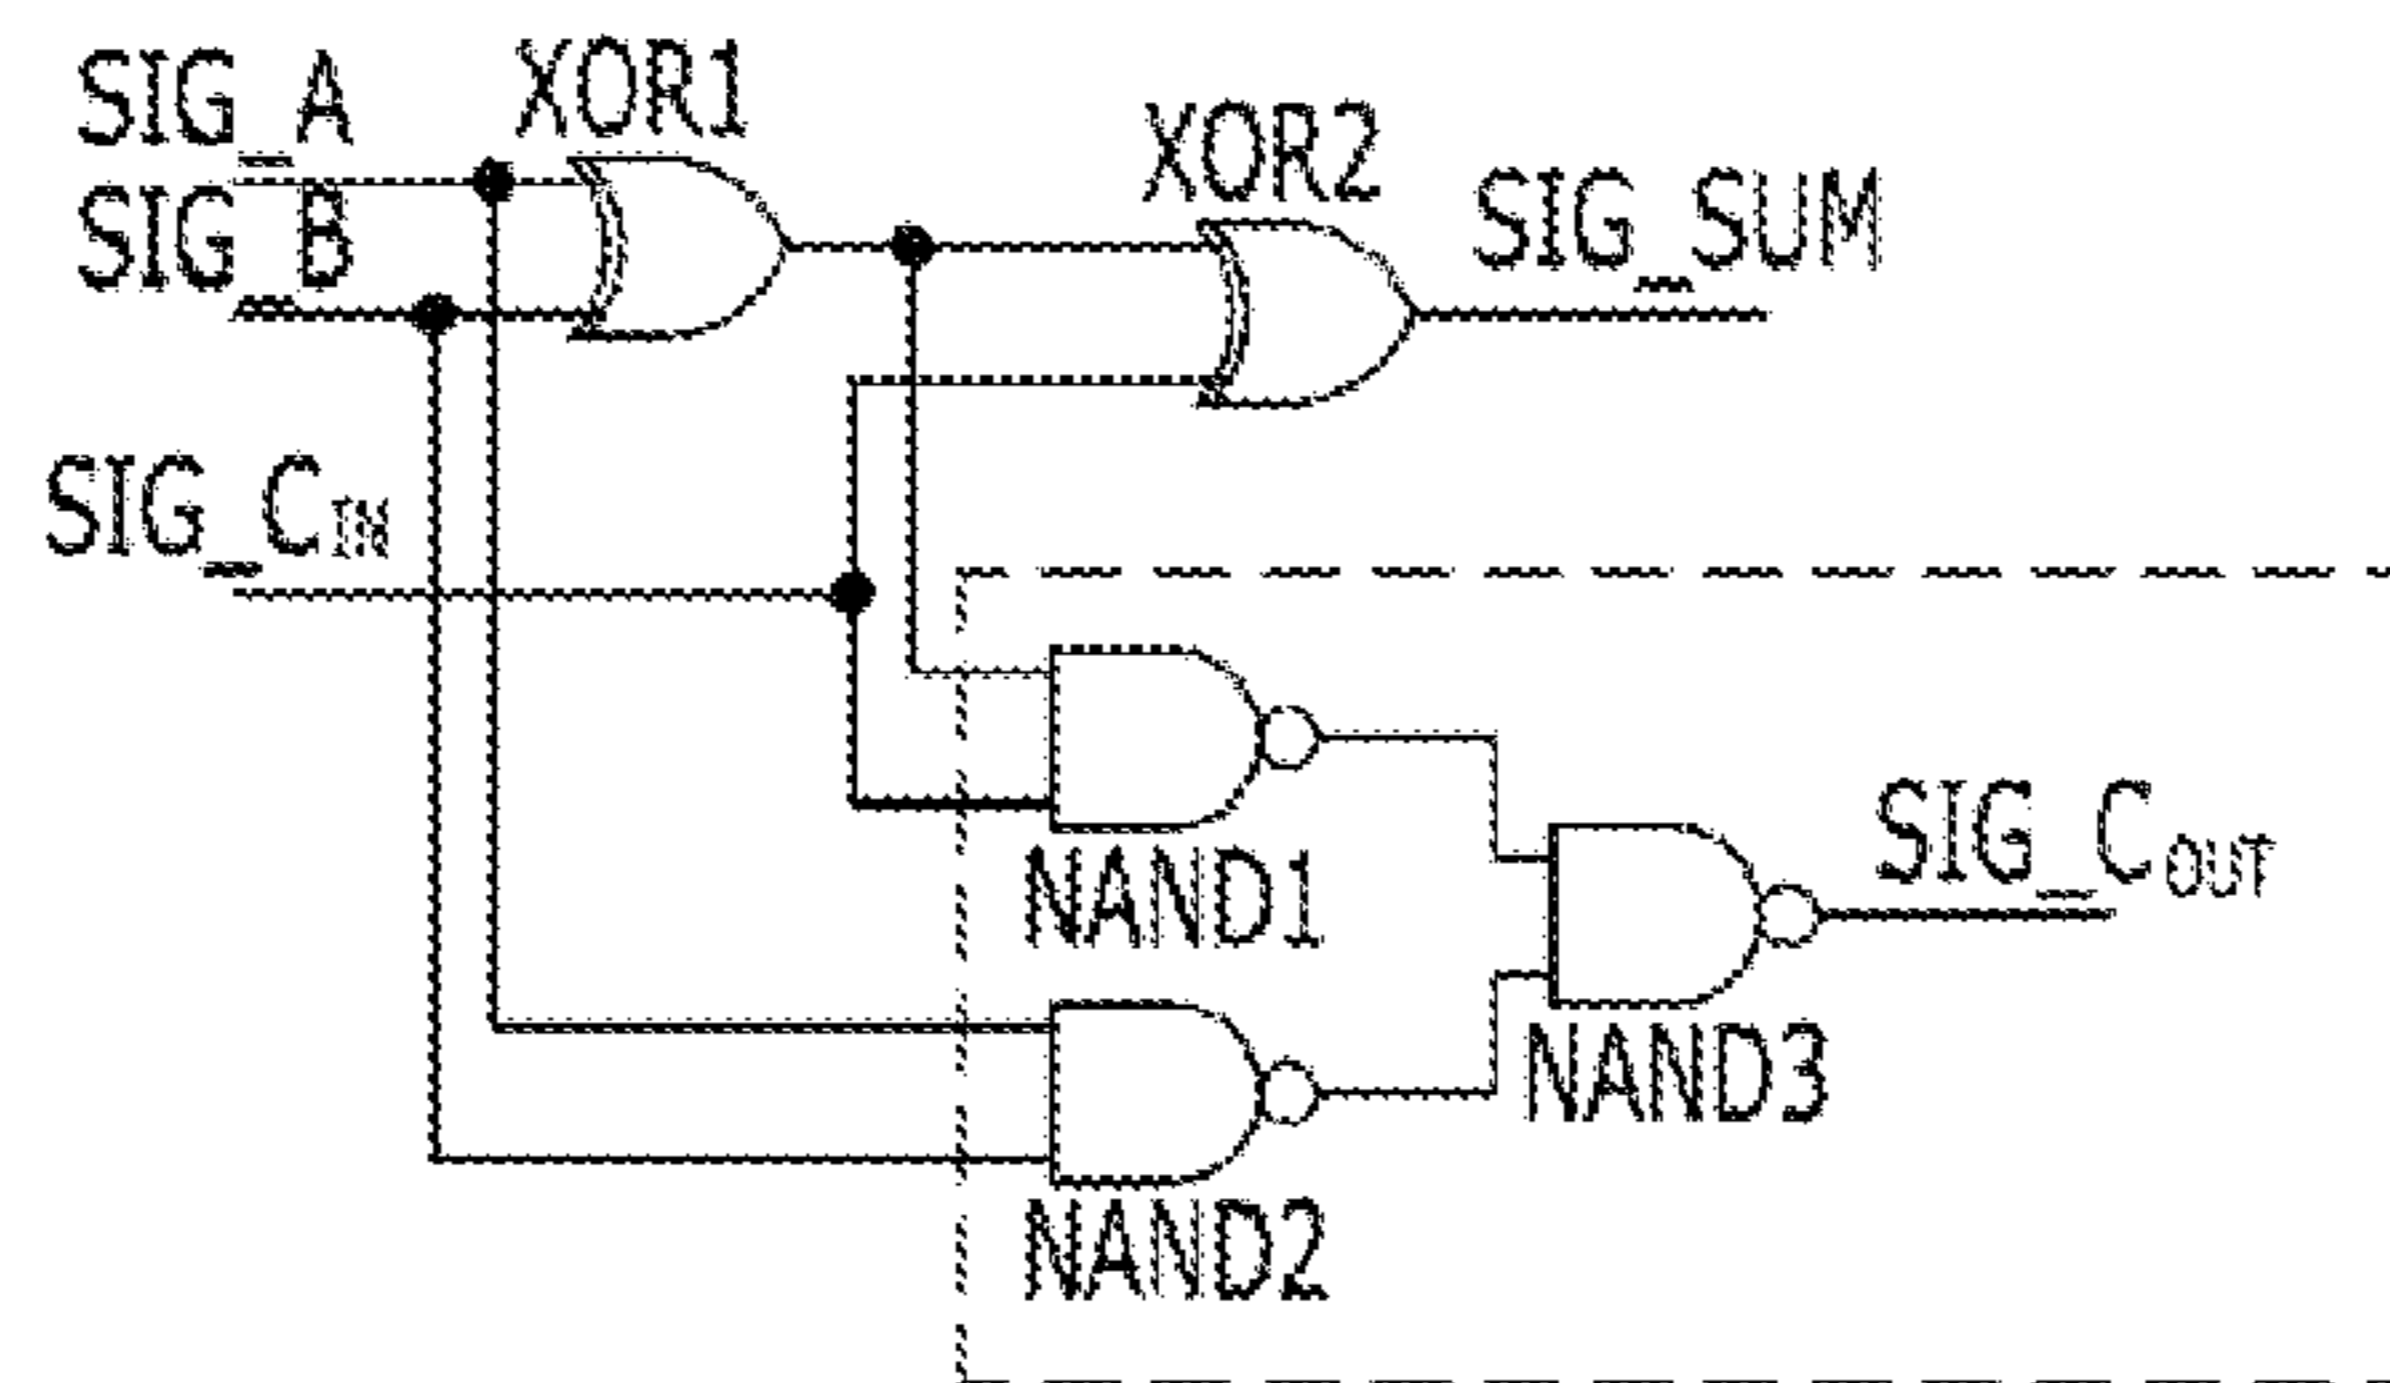 SIG_A
XOR1
SIG_B
XOR2
SIG_SUM
SIG_CIN
NAND1
SIG_COUT
NAND3
NAND2